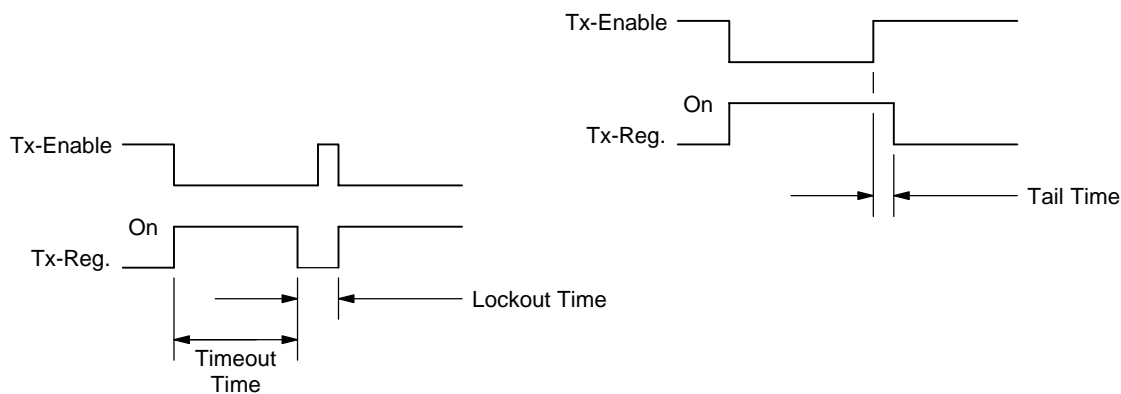 Tx-Enable
On
Tx-Reg.
Lockout Time
Timeout
Time
Tx-Enable
On
Tx-Reg.
Tail Time